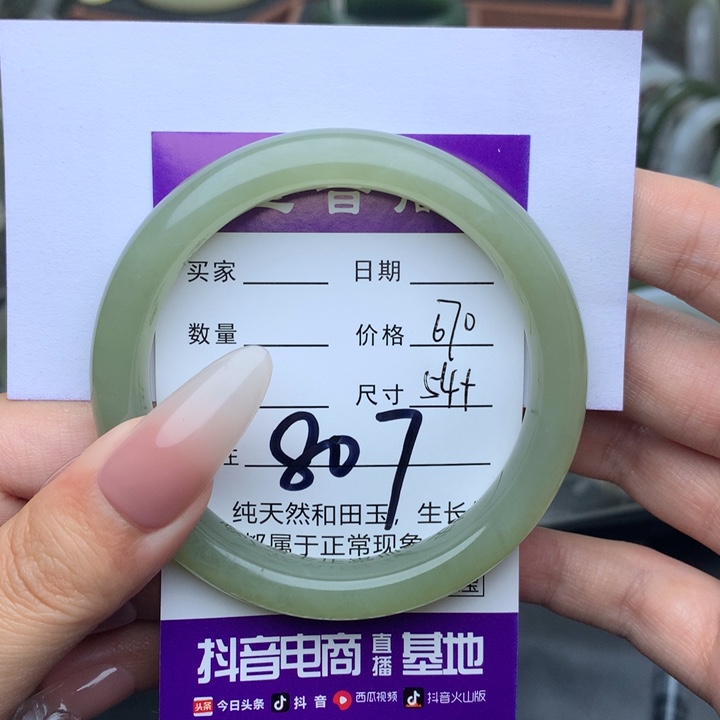 买家 日期
数量 价格 670
尺寸 54+
807
纯天然和田玉，生长
都属于正常现象
抖音电商 直播 基地
头条 今日头条 抖音 西瓜视频 抖音火山版